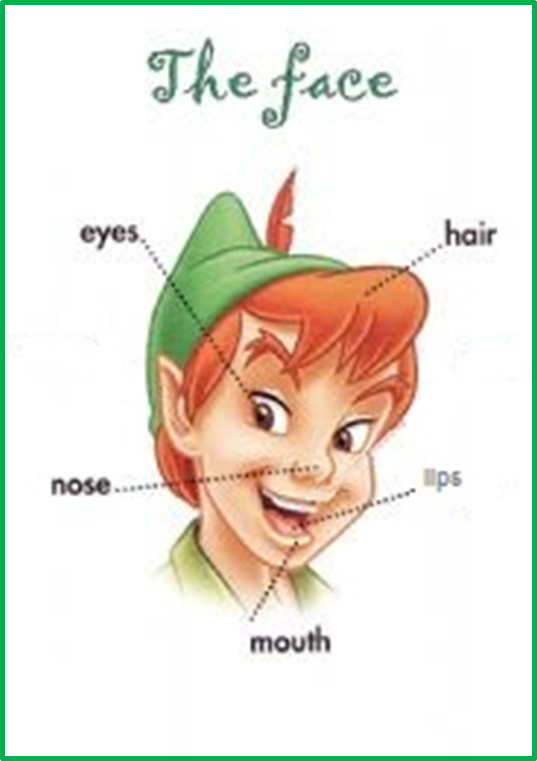 The face
eyes
hair
nose
lips
mouth